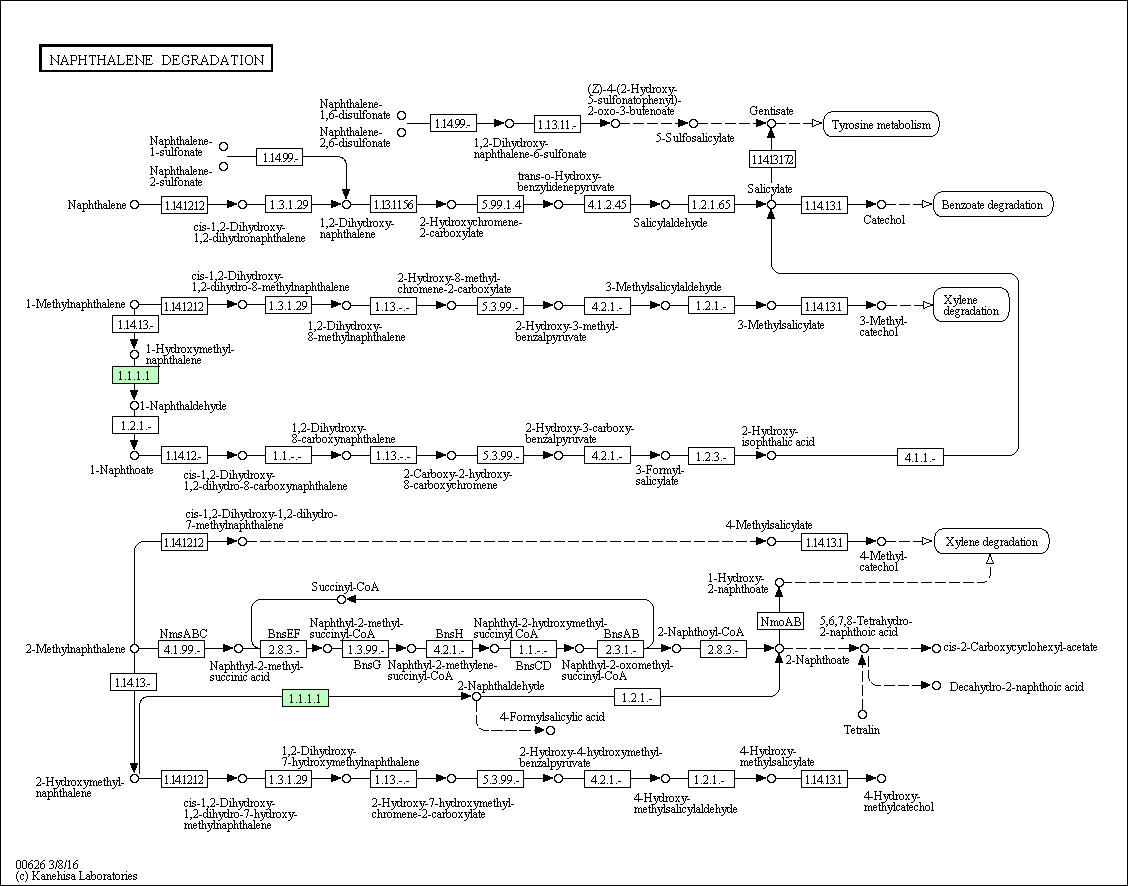 NAPHTHALENE DEGRADATION
Naphthalene-
1,6-disulfonate
Naphthalene-
2,6-disulfonate
1.14.99.-
1,2-Dihydroxy-
naphthalene-6-sulfonate
1.13.11.-
(Z)-4-(2-Hydroxy-
5-sulfonatophenyl)-
2-oxo-3-butenoate
5-Sulfosalicylate
Gentisate
Tyrosine metabolism
Naphthalene-
1-sulfonate
Naphthalene-
2-sulfonate
1.14.99.-
1.14.13.172
Naphthalene
1.14.12.12
cis-1,2-Dihydroxy-
1,2-dihydronaphthalene
1.3.1.29
1,2-Dihydroxy-
naphthalene
1.13.11.56
2-Hydroxychromene-
2-carboxylate
5.99.1.4
trans-o-Hydroxy-
benzylidenepyruvate
4.1.2.45
Salicylaldehyde
1.2.1.65
Salicylate
1.14.13.1
Catechol
Benzoate degradation
1-Methylnaphthalene
1.14.12.12
cis-1,2-Dihydroxy-
1,2-dihydro-8-methylnaphthalene
1.3.1.29
1,2-Dihydroxy-
8-methylnaphthalene
1.13.-.-
2-Hydroxy-8-methyl-
chromene-2-carboxylate
5.3.99.-
2-Hydroxy-3-methyl-
benzalpyruvate
4.2.1.-
3-Methylsalicylaldehyde
1.2.1.-
3-Methylsalicylate
1.14.13.1
3-Methyl-
catechol
Xylene
degradation
1.14.13.-
1-Hydroxymethyl-
naphthalene
1.1.1.1
1-Naphthaldehyde
1.2.1.-
1-Naphthoate
1.14.12.-
cis-1,2-Dihydroxy-
1,2-dihydro-8-carboxynaphthalene
1.1.-.-
1,2-Dihydroxy-
8-carboxynaphthalene
1.13.-.-
2-Carboxy-2-hydroxy-
8-carboxychromene
5.3.99.-
2-Hydroxy-3-carboxy-
benzalpyruvate
4.2.1.-
3-Formyl-
salicylate
1.2.3.-
2-Hydroxy-
isophthalic acid
4.1.1.-
cis-1,2-Dihydroxy-1,2-dihydro-
7-methylnaphthalene
1.14.12.12
4-Methylsalicylate
1.14.13.1
4-Methyl-
catechol
Xylene degradation
1-Hydroxy-
2-naphthoate
Succinyl-CoA
2-Methylnaphthalene
NmsABC
4.1.99.-
Naphthyl-2-methyl-
succinic acid
BnsEF
2.8.3.-
Naphthyl-2-methyl-
succinyl-CoA
1.3.99.-
BnsG
Naphthyl-2-methylene-
succinyl-CoA
BnsH
4.2.1.-
Naphthyl-2-hydroxymethyl-
succinyl CoA
1.1.-.-
BnsCD
Naphthyl-2-oxomethyl-
succinyl-CoA
BnsAB
2.3.1.-
2-Naphthoyl-CoA
2.8.3.-
NmoAB
2-Naphthoate
5,6,7,8-Tetrahydro-
2-naphthoic acid
cis-2-Carboxycyclohexyl-acetate
Decahydro-2-naphthoic acid
Tetralin
1.14.13.-
1.1.1.1
2-Naphthaldehyde
1.2.1.-
4-Formylsalicylic acid
2-Hydroxymethyl-
naphthalene
1.14.12.12
cis-1,2-Dihydroxy-
1,2-dihydro-7-hydroxy-
methylnaphthalene
1.3.1.29
1,2-Dihydroxy-
7-hydroxymethylnaphthalene
1.13.-.-
2-Hydroxy-7-hydroxymethyl-
chromene-2-carboxylate
5.3.99.-
2-Hydroxy-4-hydroxymethyl-
benzalpyruvate
4.2.1.-
4-Hydroxy-
methylsalicylaldehyde
1.2.1.-
4-Hydroxy-
methylsalicylate
1.14.13.1
4-Hydroxy-
methylcatechol
00626 3/8/16
(c) Kanehisa Laboratories